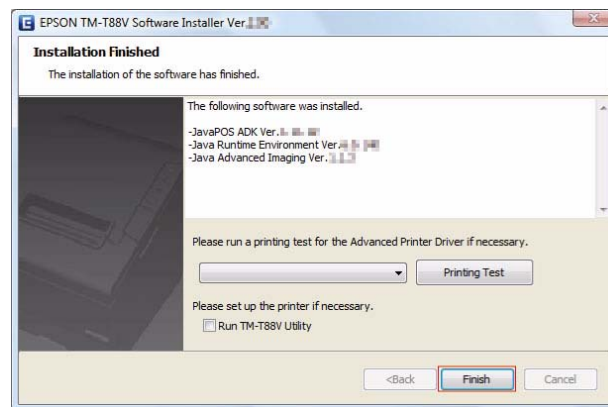 EPSON TM-T88V Software Installer Ver.
Installation Finished
The installation of the software has finished.
The following software was installed.
-JavaPOS ADK Ver.
-Java Runtime Environment Ver.
-Java Advanced Imaging Ver.
Please run a printing test for the Advanced Printer Driver if necessary.
Printing Test
Please set up the printer if necessary.
Run TM-T88V Utility
<Back Finish Cancel